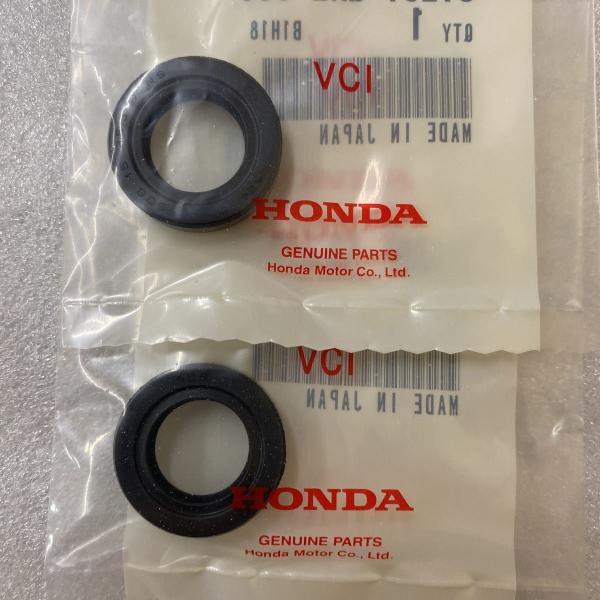 QTY 1
B1H18
VCI
MADE IN JAPAN
HONDA
GENUINE PARTS
Honda Motor Co., Ltd.
VCI
MADE IN JAPAN
HONDA
GENUINE PARTS
Honda Motor Co., Ltd.